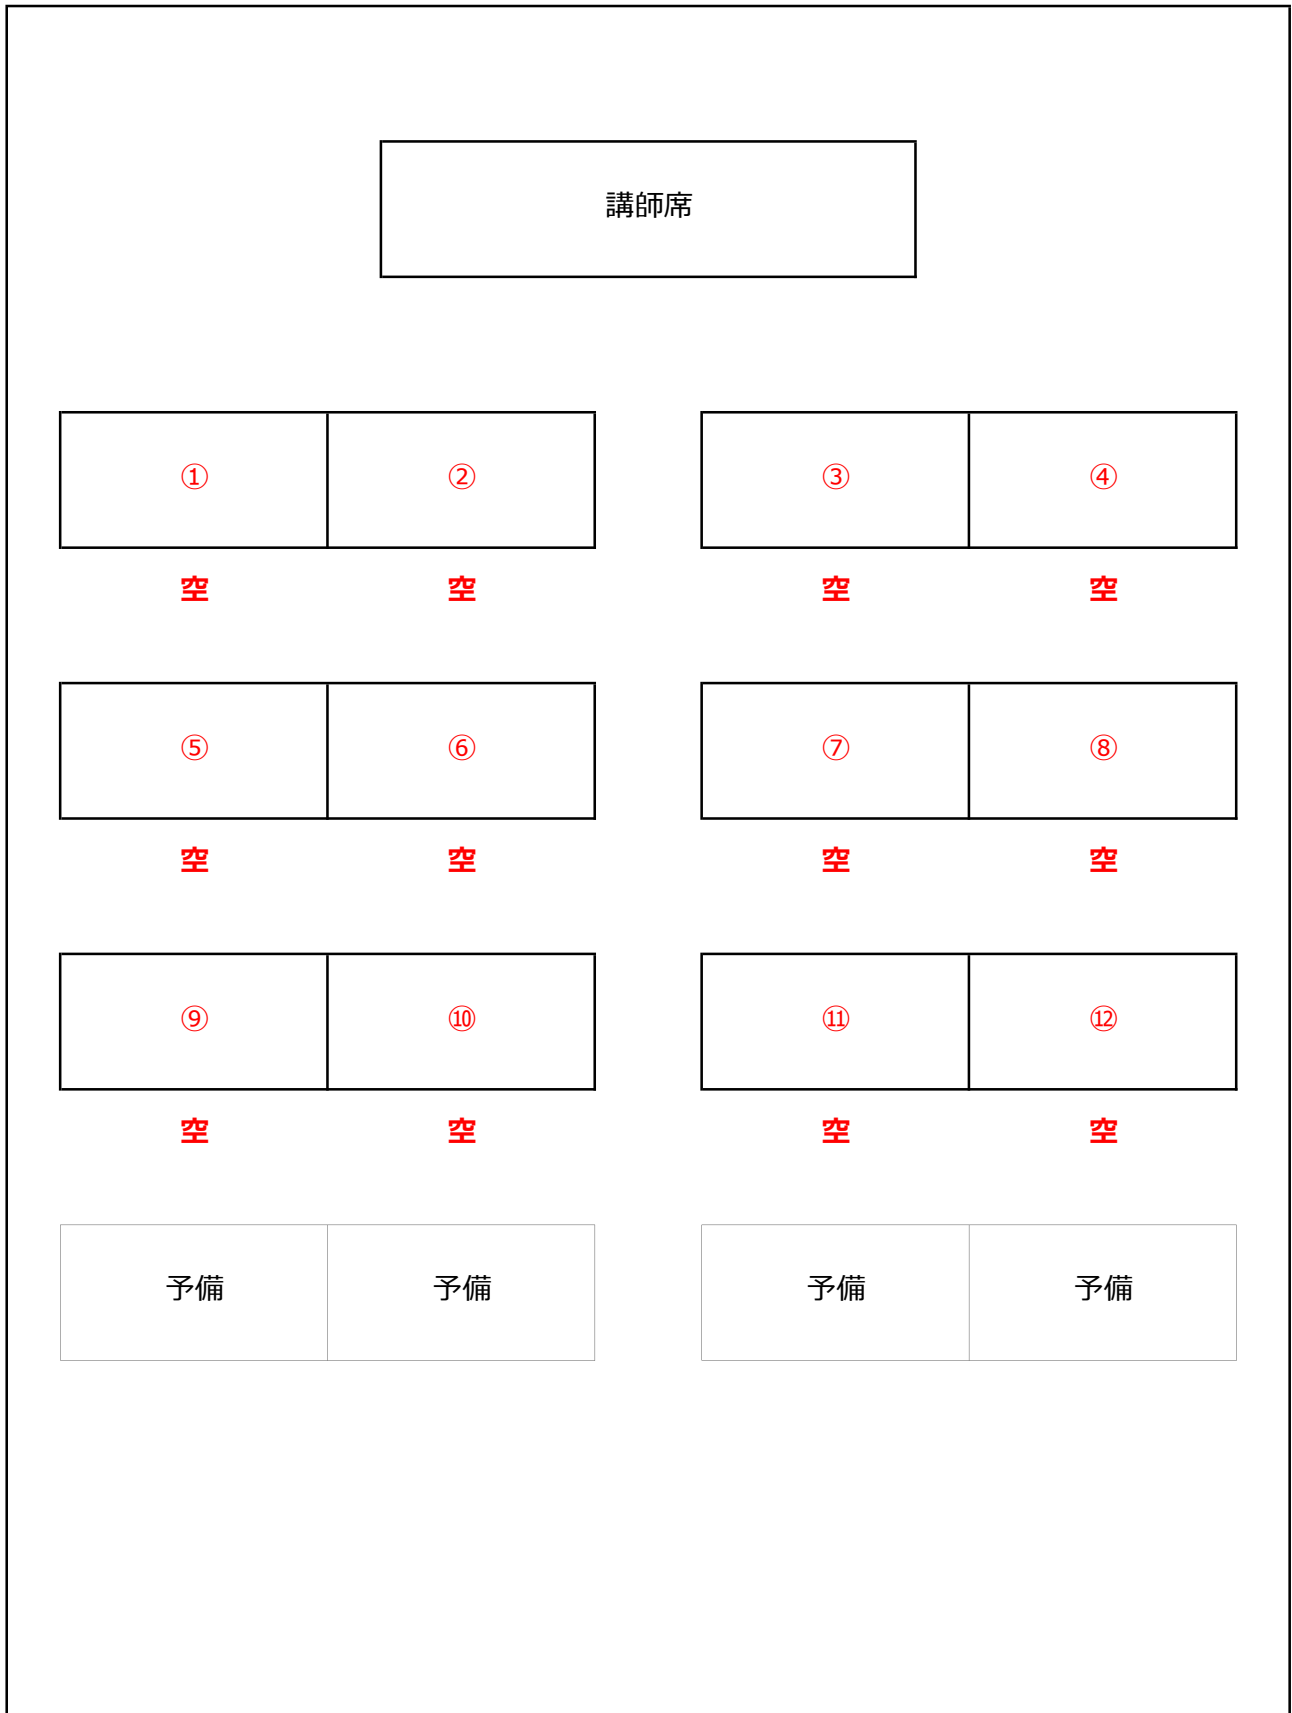 講師席
① ② ③ ④
空 空 空 空
⑤ ⑥ ⑦ ⑧
空 空 空 空
⑨ ⑩ ⑪ ⑫
空 空 空 空
予備 予備 予備 予備